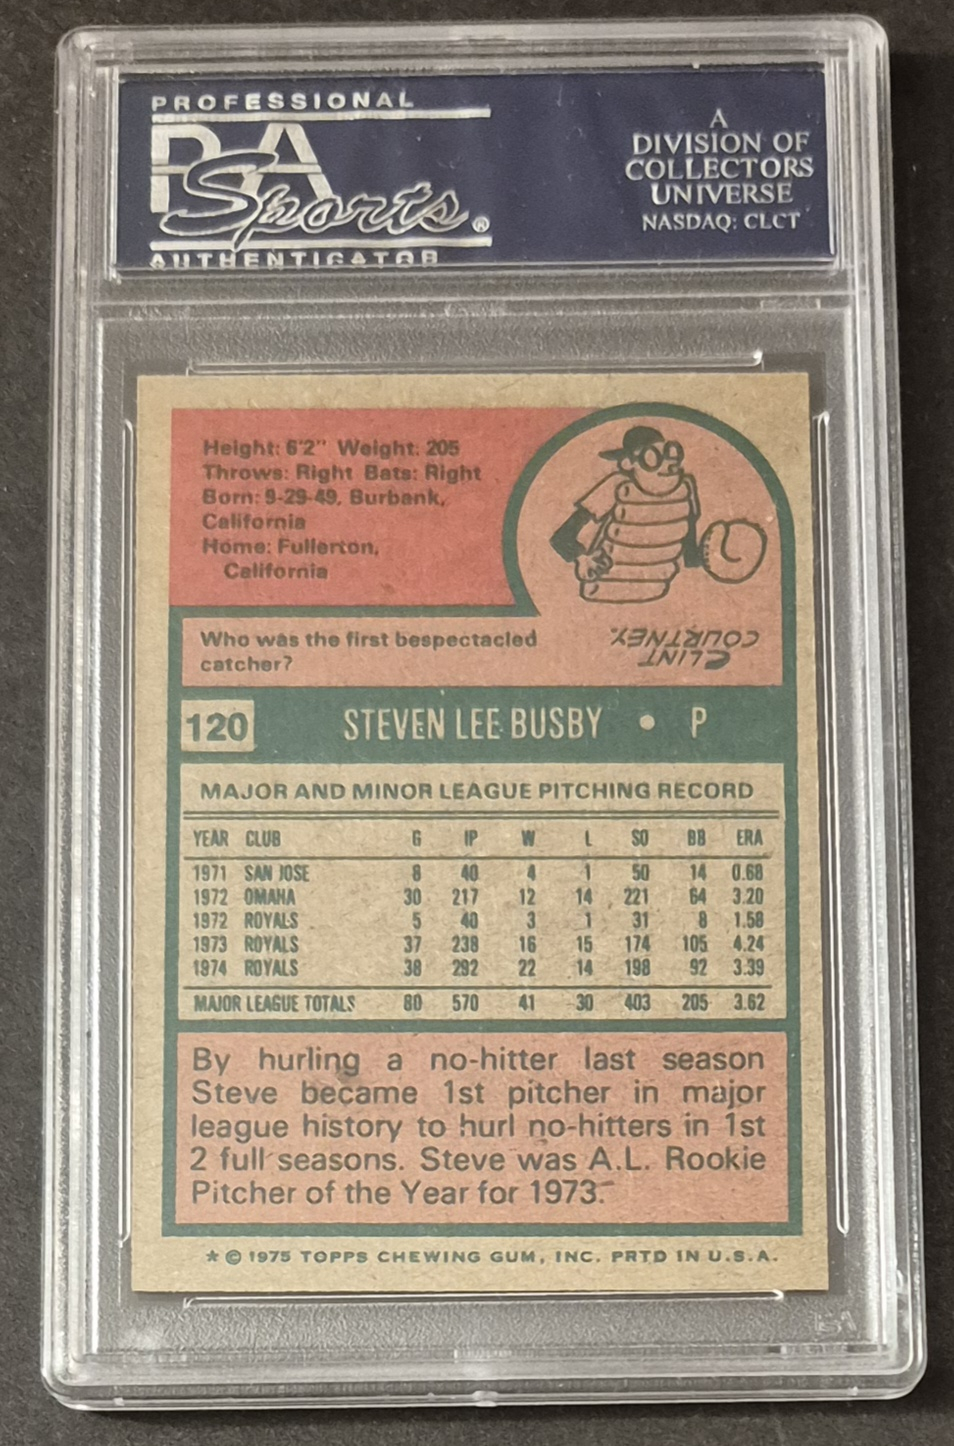 PROFESSIONAL
PSA
Sports®
AUTHENTICATOR
A
DIVISION OF
COLLECTORS
UNIVERSE
NASDAQ: CLCT
Height: 6'2" Weight: 205
Throws: Right Bats: Right
Born: 9-29-49, Burbank,
California
Home: Fullerton,
California
Who was the first bespectacled
catcher?
CLINT
COURTNEY.
120 STEVEN LEE BUSBY • P
MAJOR AND MINOR LEAGUE PITCHING RECORD
YEAR CLUB G IP W L SO BB ERA
1971 SAN JOSE 8 40 4 1 50 14 0.68
1972 OMAHA 30 217 12 14 221 64 3.20
1972 ROYALS 5 40 3 1 31 8 1.58
1973 ROYALS 37 238 16 15 174 105 4.24
1974 ROYALS 38 292 22 14 198 92 3.39
MAJOR LEAGUE TOTALS 80 570 41 30 403 205 3.62
By hurling a no-hitter last season
Steve became 1st pitcher in major
league history to hurl no-hitters in 1st
2 full seasons. Steve was A.L. Rookie
Pitcher of the Year for 1973.
* © 1975 TOPPS CHEWING GUM, INC. PRTD IN U.S.A.